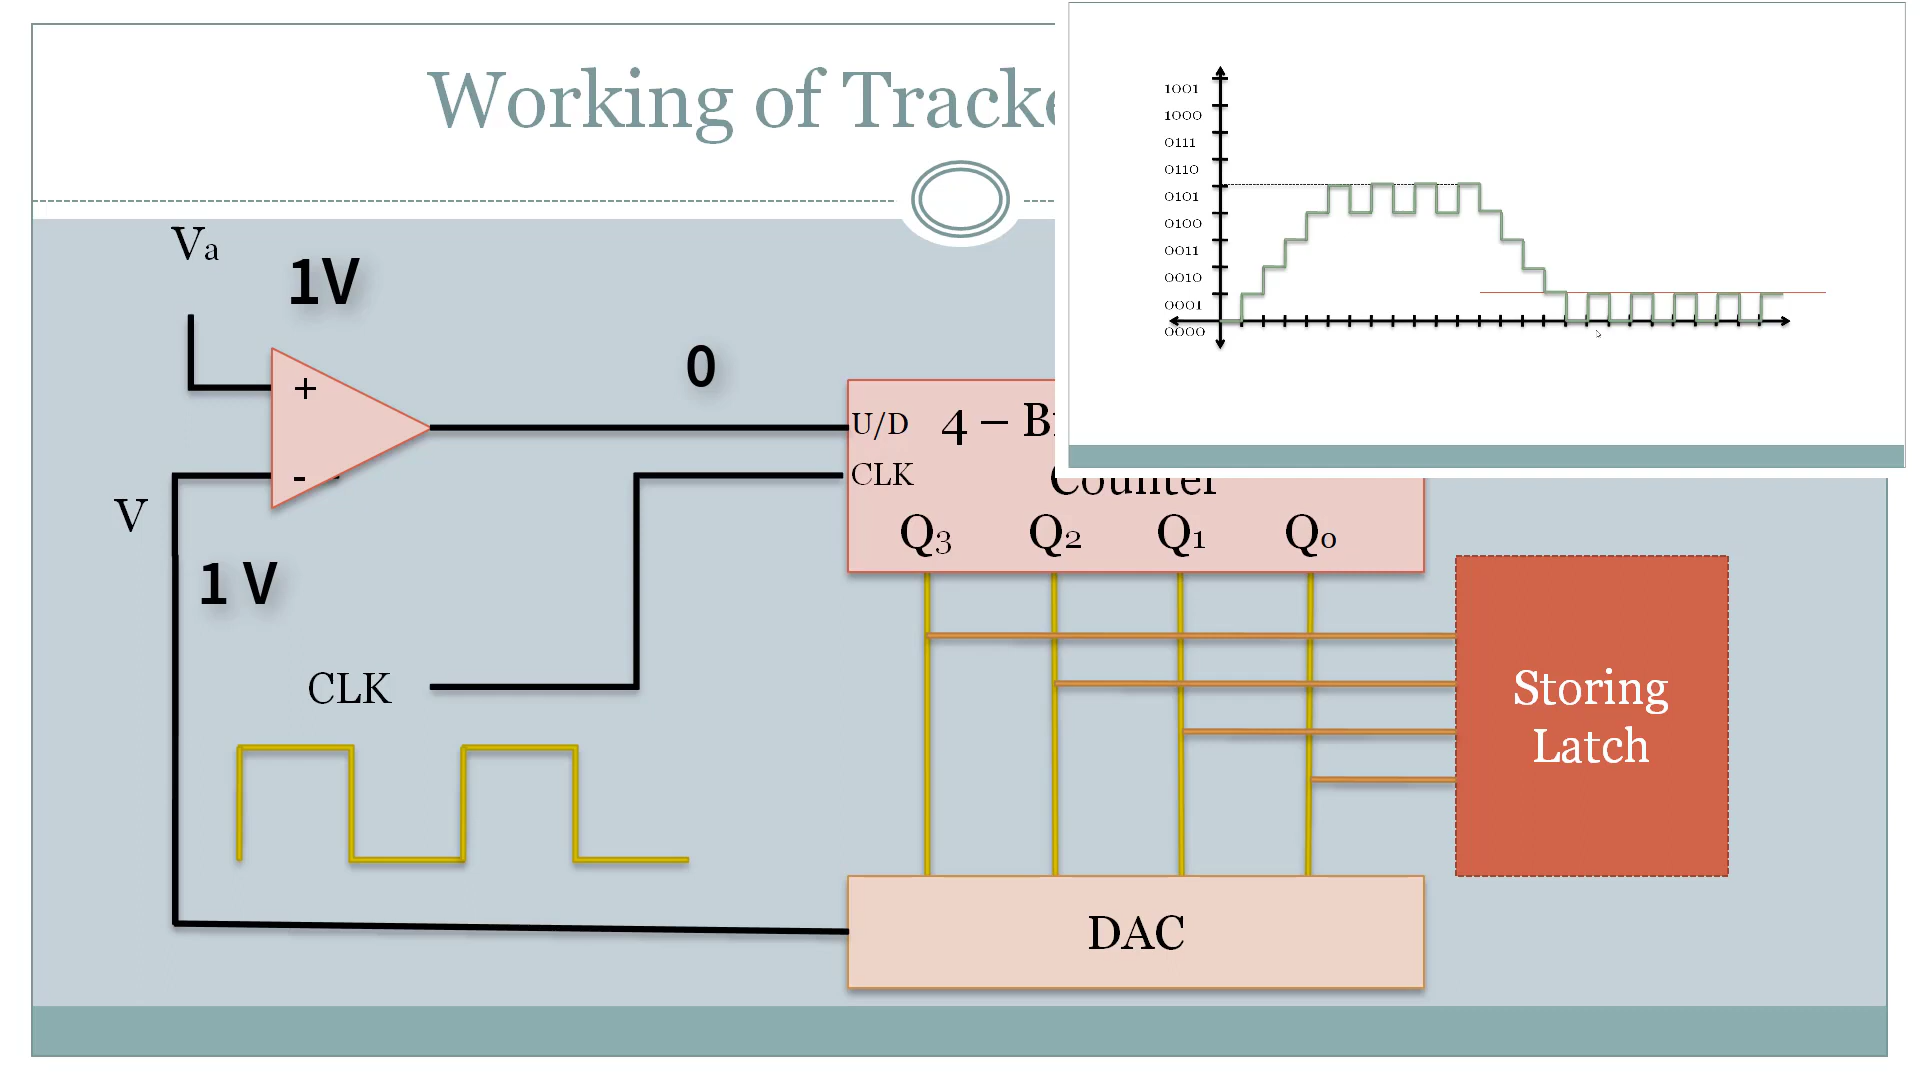 Working of Tracke
1001
1000
0111
0110
0101
0100
0011
0010
0001
0000
Va
1V
0
+
-
U/D
4 – B
CLK
Counter
V
Q3 Q2 Q1 Q0
1 V
CLK
Storing
Latch
DAC